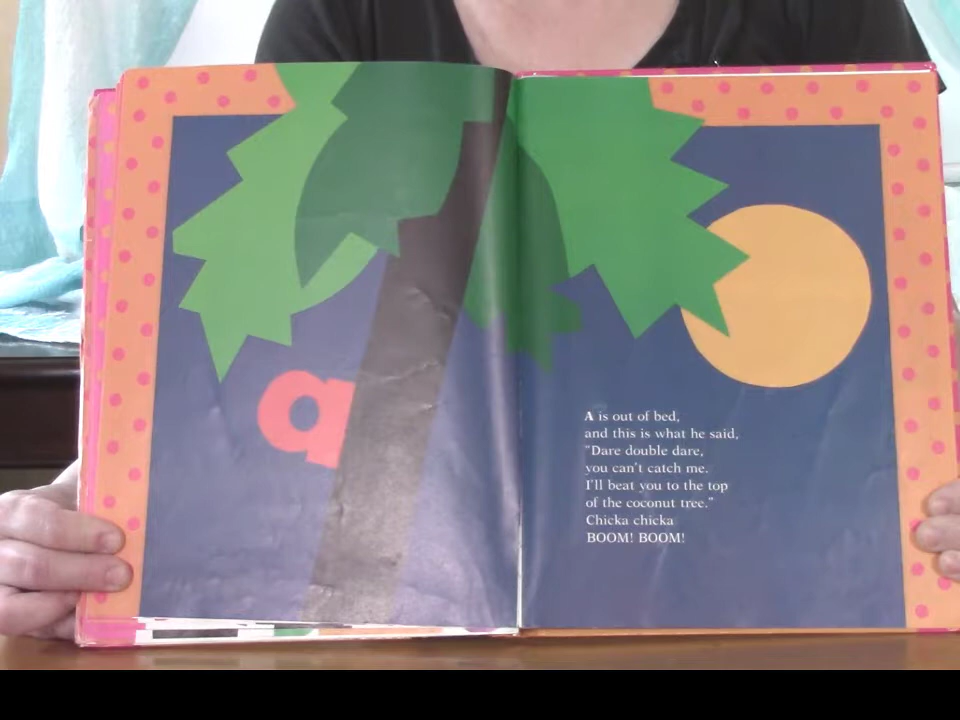 a
A is out of bed,
and this is what he said,
"Dare double dare,
you can't catch me.
I'll beat you to the top
of the coconut tree."
Chicka chicka
BOOM! BOOM!